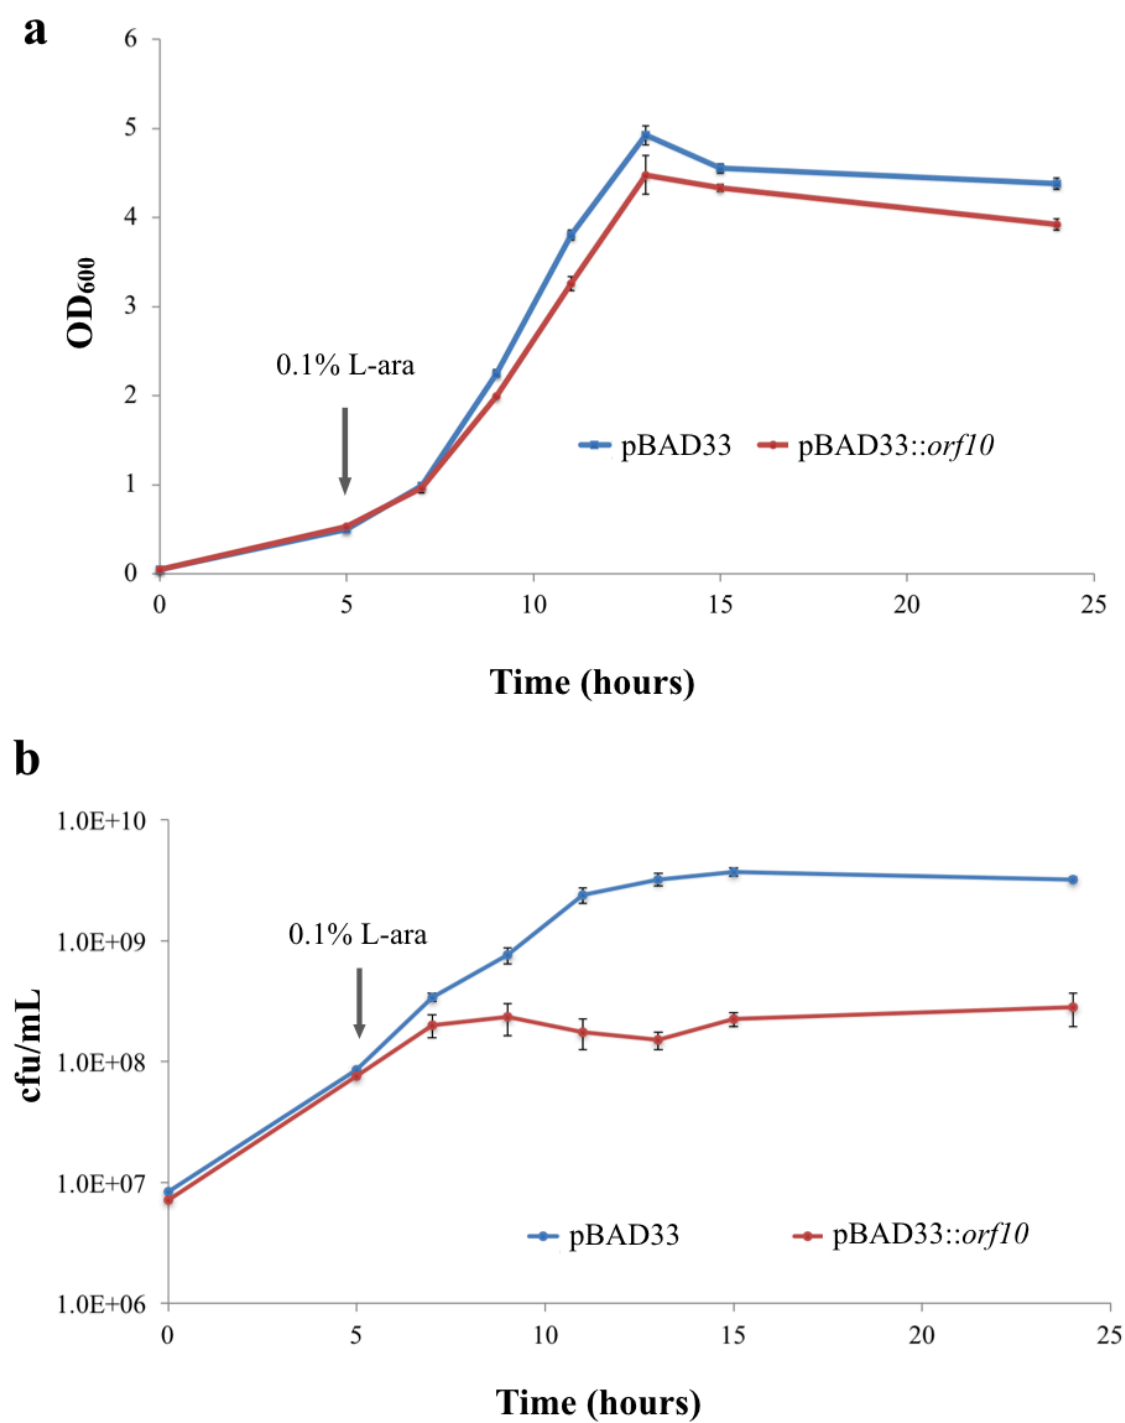 a
6
5
4
3
2
1
0
OD600
0.1% L-ara
pBAD33 pBAD33::orf10
0 5 10 15 20 25
Time (hours)
b
1.0E+10
1.0E+09
1.0E+08
1.0E+07
1.0E+06
cfu/mL
0.1% L-ara
pBAD33 pBAD33::orf10
0 5 10 15 20 25
Time (hours)